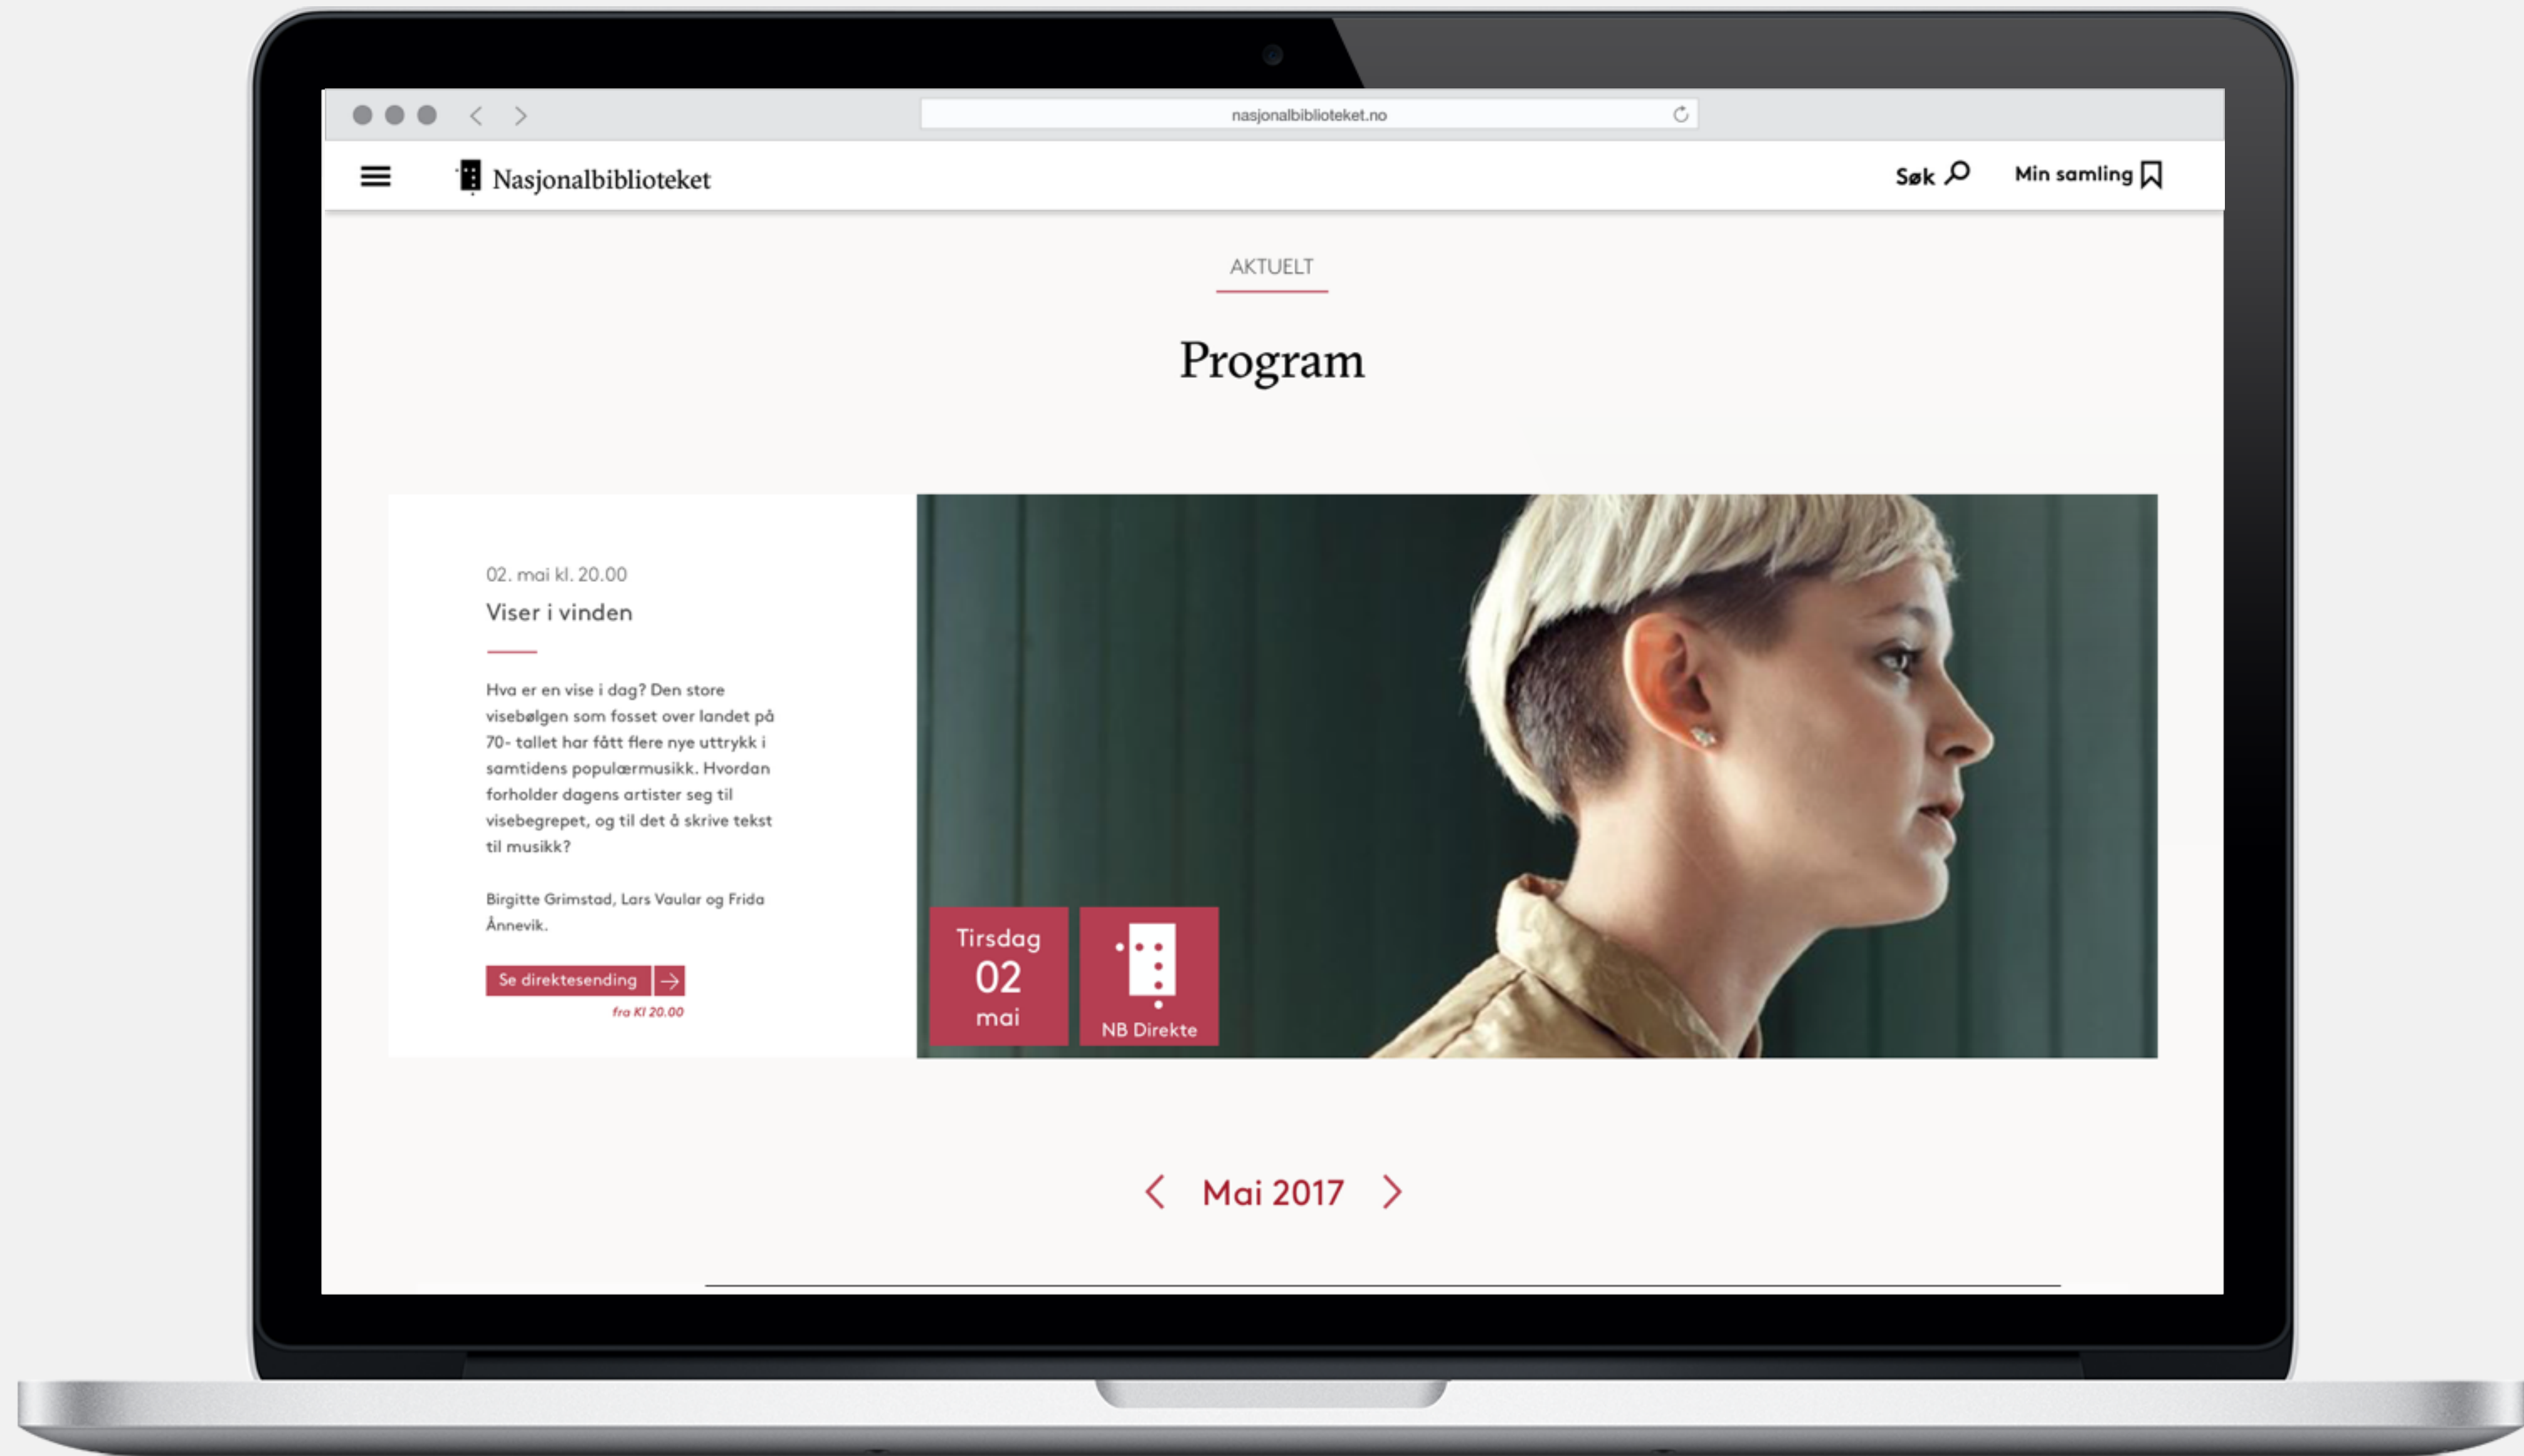 nasjonalbiblioteket.no
Nasjonalbiblioteket
Søk
Min samling
AKTUELT
Program
02. mai kl. 20.00
Viser i vinden
Hva er en vise i dag? Den store
visebølgen som fosset over landet på
70- tallet har fått flere nye uttrykk i
samtidens populærmusikk. Hvordan
forholder dagens artister seg til
visebegrepet, og til det å skrive tekst
til musikk?
Birgitte Grimstad, Lars Vaular og Frida
Ånnevik.
Se direktesending
fra Kl 20.00
Tirsdag
02
mai
NB Direkte
Mai 2017